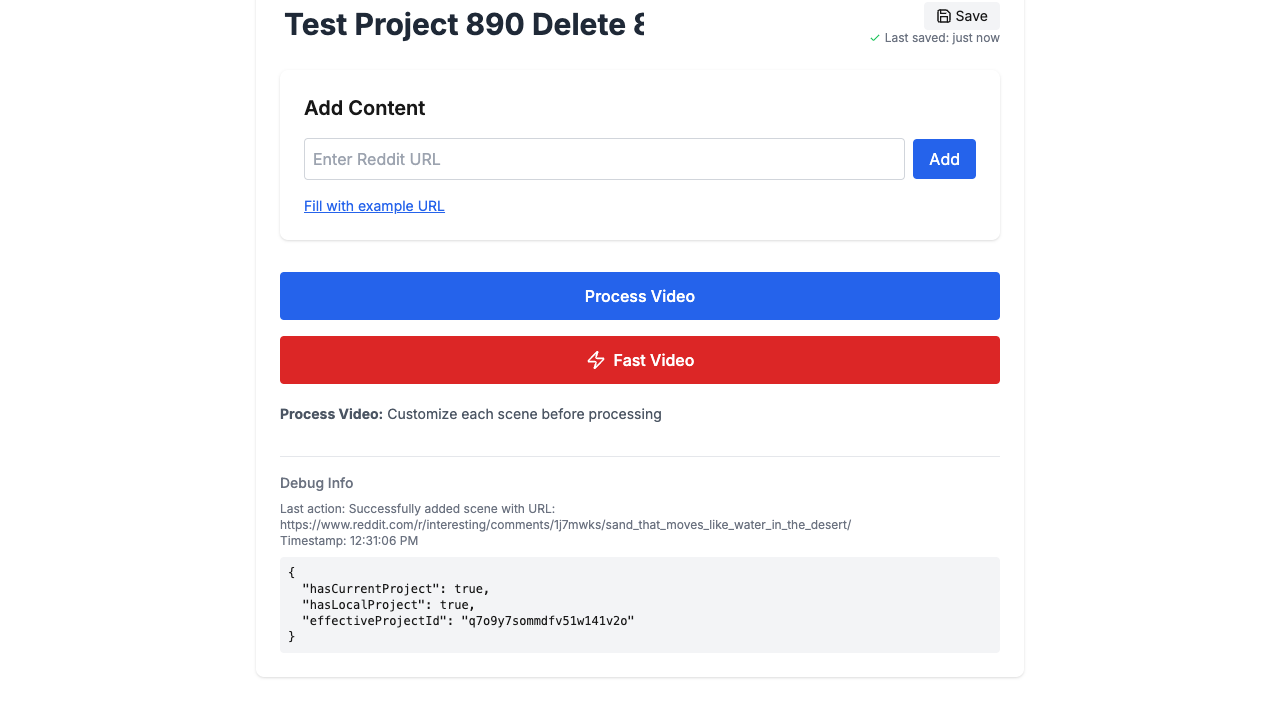 Test Project 890 Delete
Save
Last saved: just now
Add Content
Enter Reddit URL
Add
Fill with example URL
Process Video
Fast Video
Process Video: Customize each scene before processing
Debug Info
Last action: Successfully added scene with URL:
https://www.reddit.com/r/interesting/comments/1j7mwks/sand_that_moves_like_water_in_the_desert/
Timestamp: 12:31:06 PM
{
"hasCurrentProject": true,
"hasLocalProject": true,
"effectiveProjectId": "q7o9y7sommdfv51w141v2o"
}